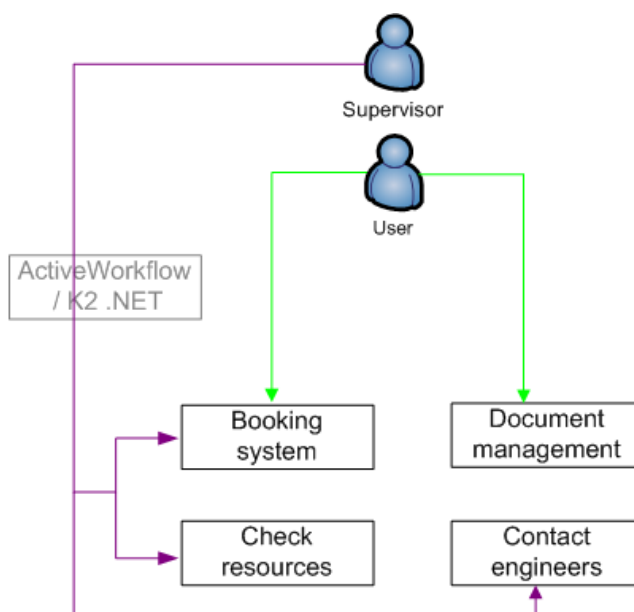 Supervisor
User
ActiveWorkflow
/ K2 .NET
Booking
system
Document
management
Check
resources
Contact
engineers